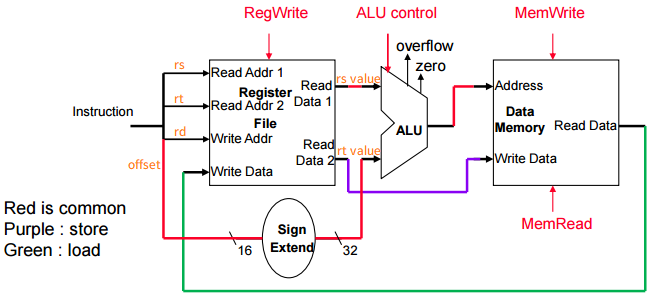 RegWrite
ALU control
MemWrite
overflow
zero
rs
Read Addr 1
Register
File
Read
Data 1
rs value
Address
Instruction
rt
Read Addr 2
rd
Write Addr
Read
Data 2
rt value
ALU
Data
Memory
Read Data
offset
Write Data
Write Data
Red is common
Purple : store
Green : load
Sign
Extend
16
32
MemRead